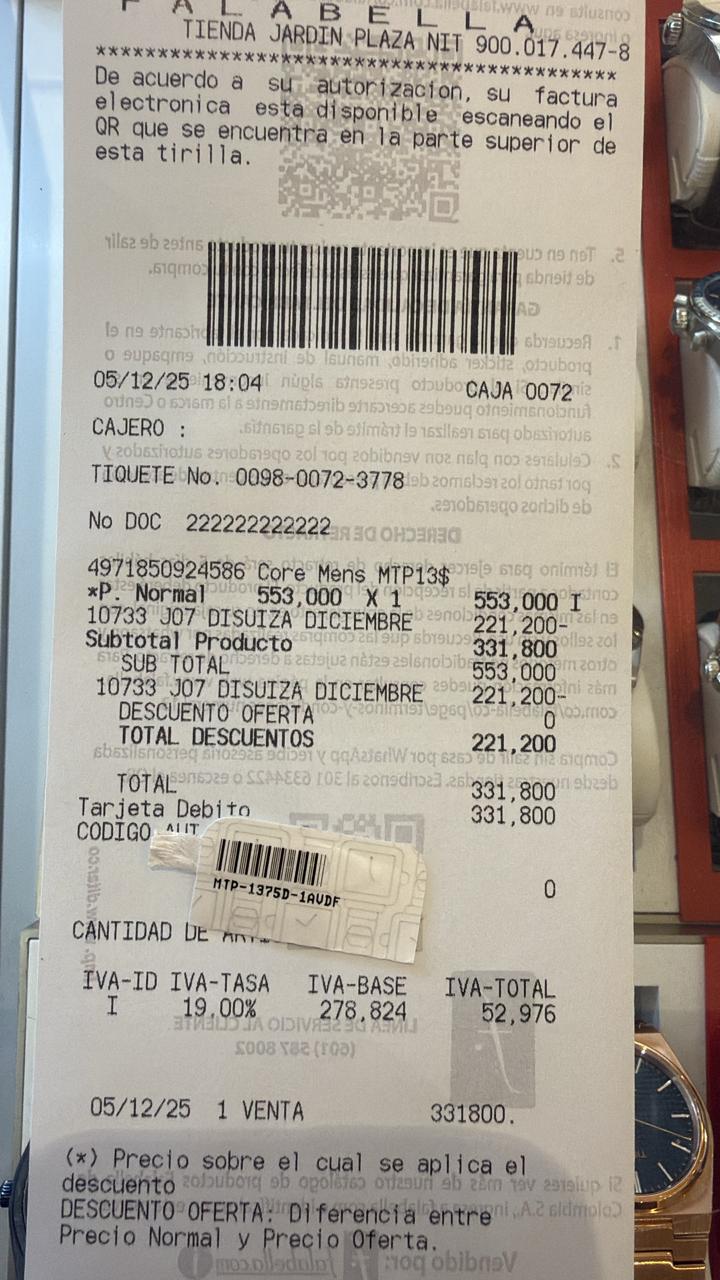 FALABELLA
TIENDA JARDIN PLAZA NIT 900.017.447-8
******************************************
De acuerdo a su autorizacion, su factura
electronica esta disponible escaneando el
QR que se encuentra en la parte superior de
esta tirilla.
05/12/25 18:04 CAJA 0072
CAJERO :
TIQUETE No. 0098-0072-3778
No DOC 222222222222
4971850924586 Core Mens MTP13$
*P. Normal 553,000 X 1 553,000 I
10733 J07 DISUIZA DICIEMBRE 221,200-
Subtotal Producto 331,800
SUB TOTAL 553,000
10733 J07 DISUIZA DICIEMBRE 221,200-
DESCUENTO OFERTA 0
TOTAL DESCUENTOS 221,200
TOTAL 331,800
Tarjeta Debito 331,800
CODIGO AUT
MTP-1375D-1AVDF
0
CANTIDAD DE
IVA-ID IVA-TASA IVA-BASE IVA-TOTAL
I 19.00% 278,824 52,976
05/12/25 1 VENTA 331800.
(*) Precio sobre el cual se aplica el
descuento
DESCUENTO OFERTA: Diferencia entre
Precio Normal y Precio Oferta.